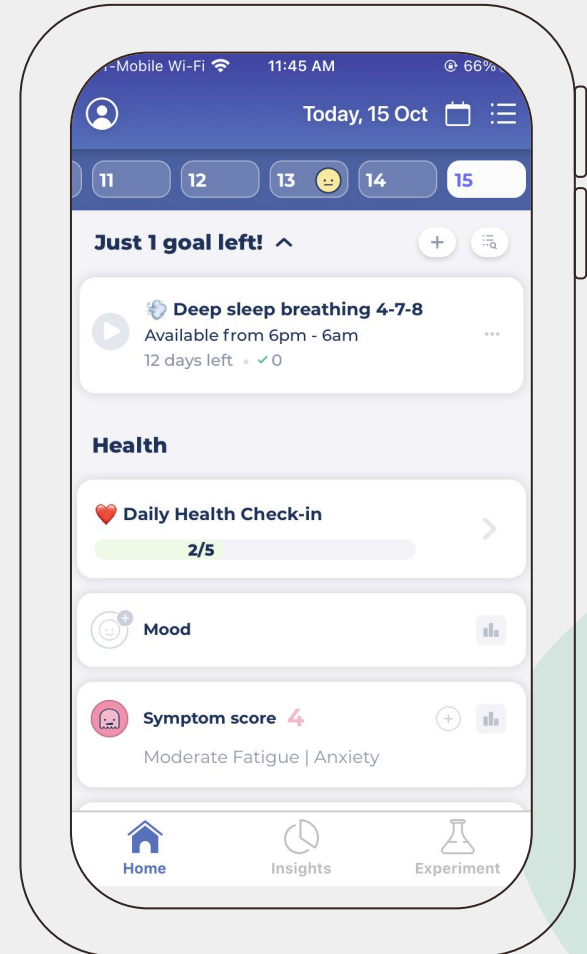 -Mobile Wi-Fi 11:45 AM 66%
Today, 15 Oct
11 12 13 14 15
Just 1 goal left!
Deep sleep breathing 4-7-8
Available from 6pm - 6am
12 days left • ✓ 0
Health
Daily Health Check-in
2/5
Mood
Symptom score 4
Moderate Fatigue | Anxiety
Home Insights Experiment